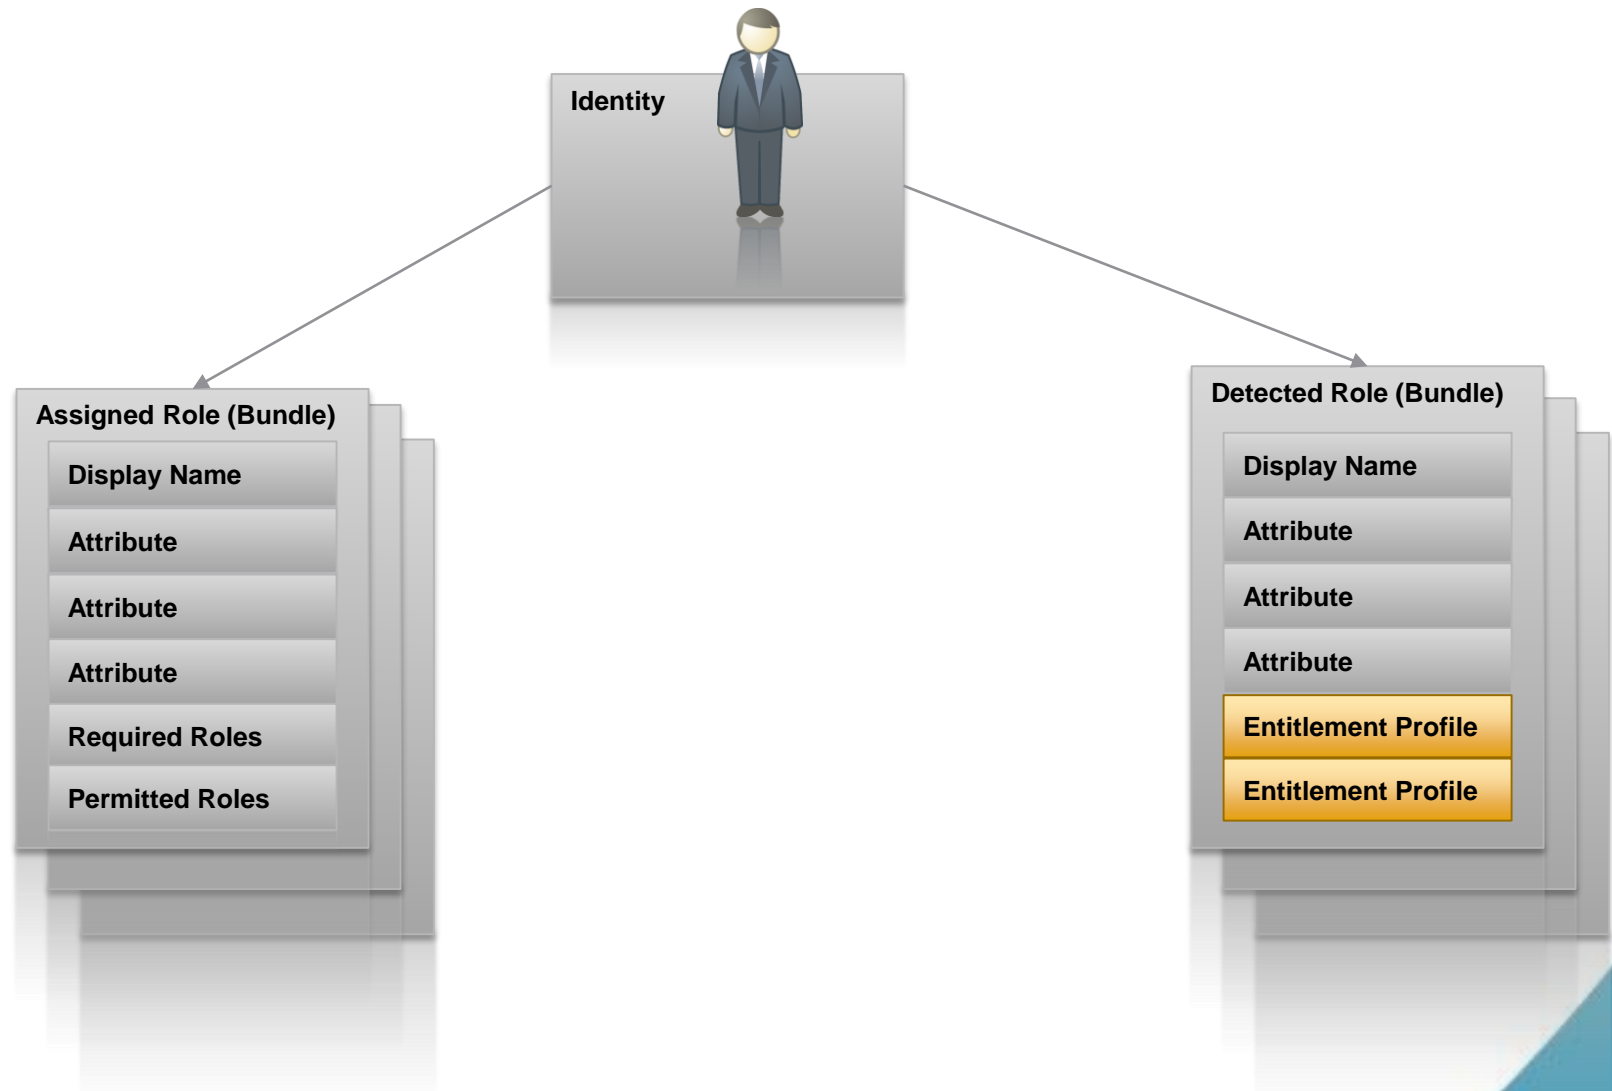 Identity
Assigned Role (Bundle)
Display Name
Attribute
Attribute
Attribute
Required Roles
Permitted Roles
Detected Role (Bundle)
Display Name
Attribute
Attribute
Attribute
Entitlement Profile
Entitlement Profile